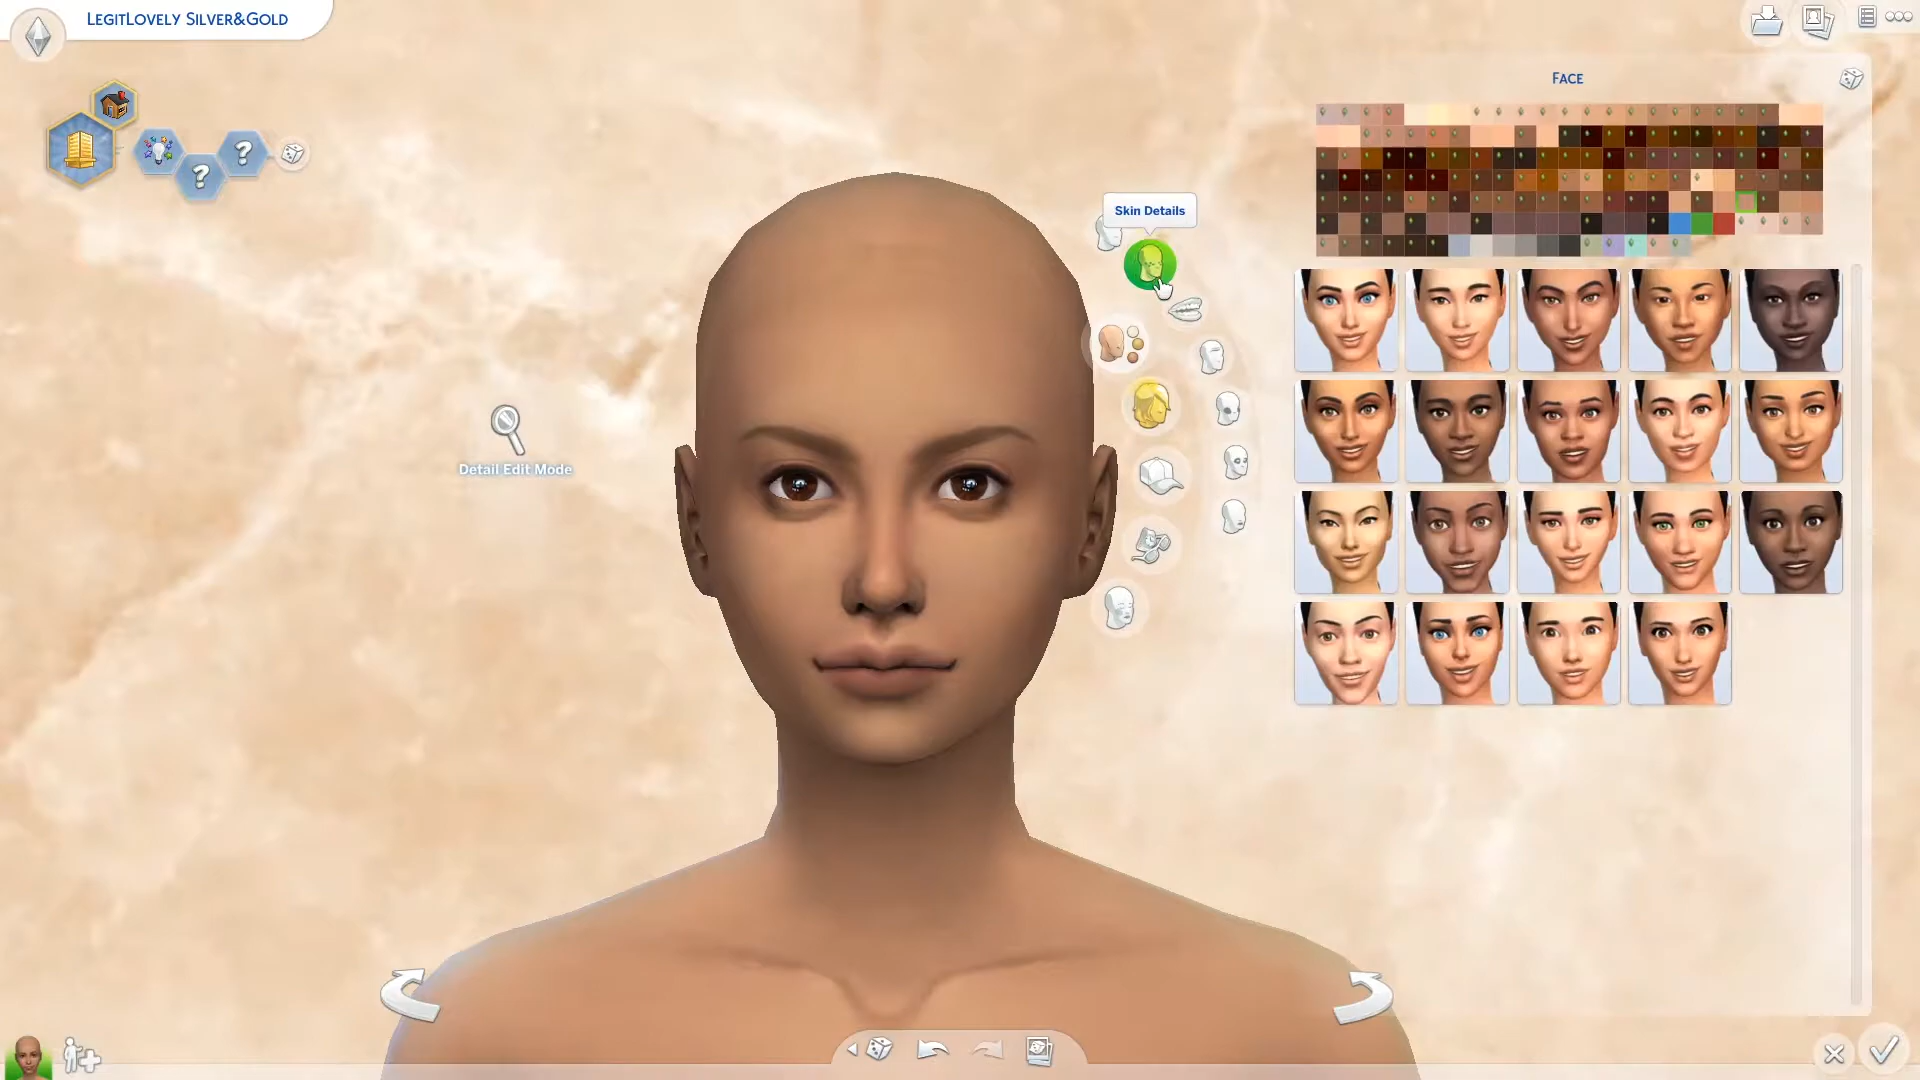 LEGITLOVELY SILVER&GOLD
FACE
Skin Details
Detail Edit Mode
? ?